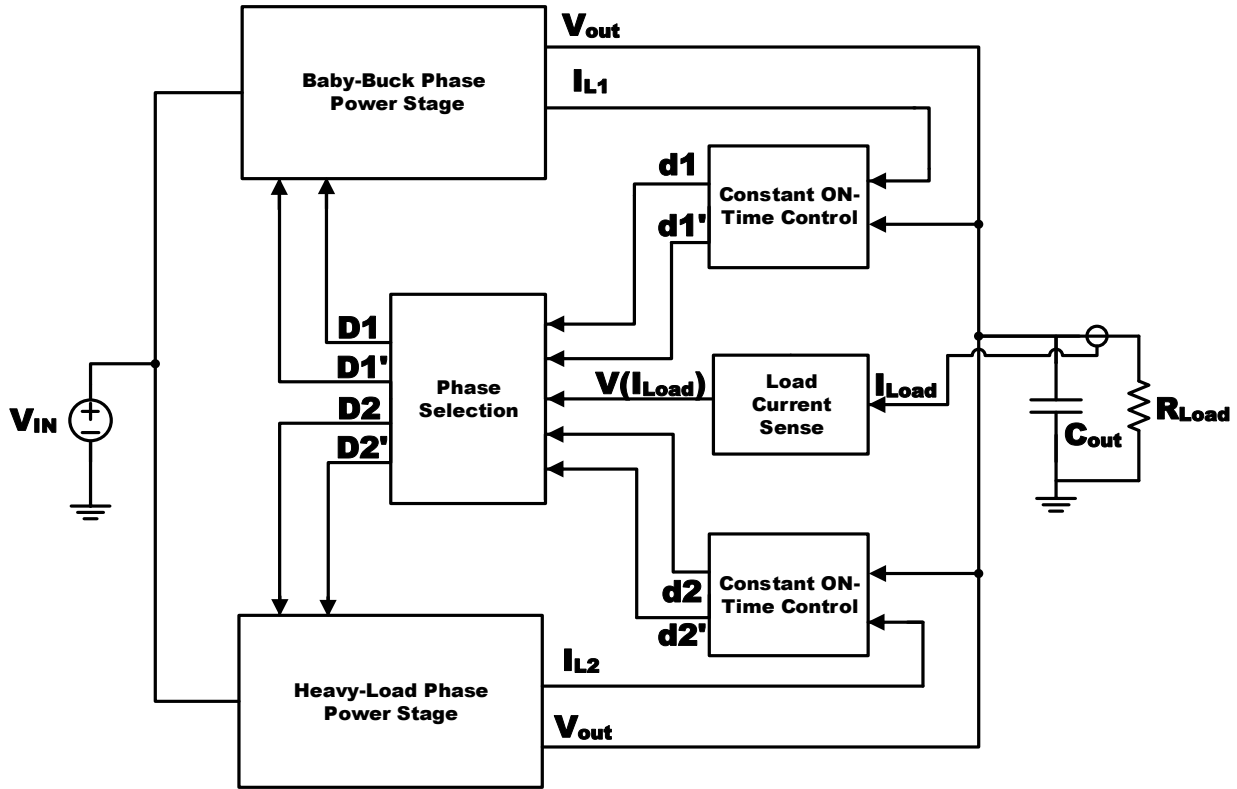 Vout
Baby-Buck Phase
Power Stage
IL1
d1
Constant ON-
Time Control
d1'
D1
D1'
Phase
Selection
V(ILoad)
Load
Current
Sense
ILoad
VIN
+
−
D2
D2'
Cout
RLoad
d2
Constant ON-
Time Control
d2'
IL2
Heavy-Load Phase
Power Stage
Vout